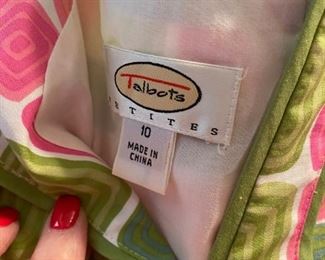 Talbots
PETITES
10
MADE IN
CHINA